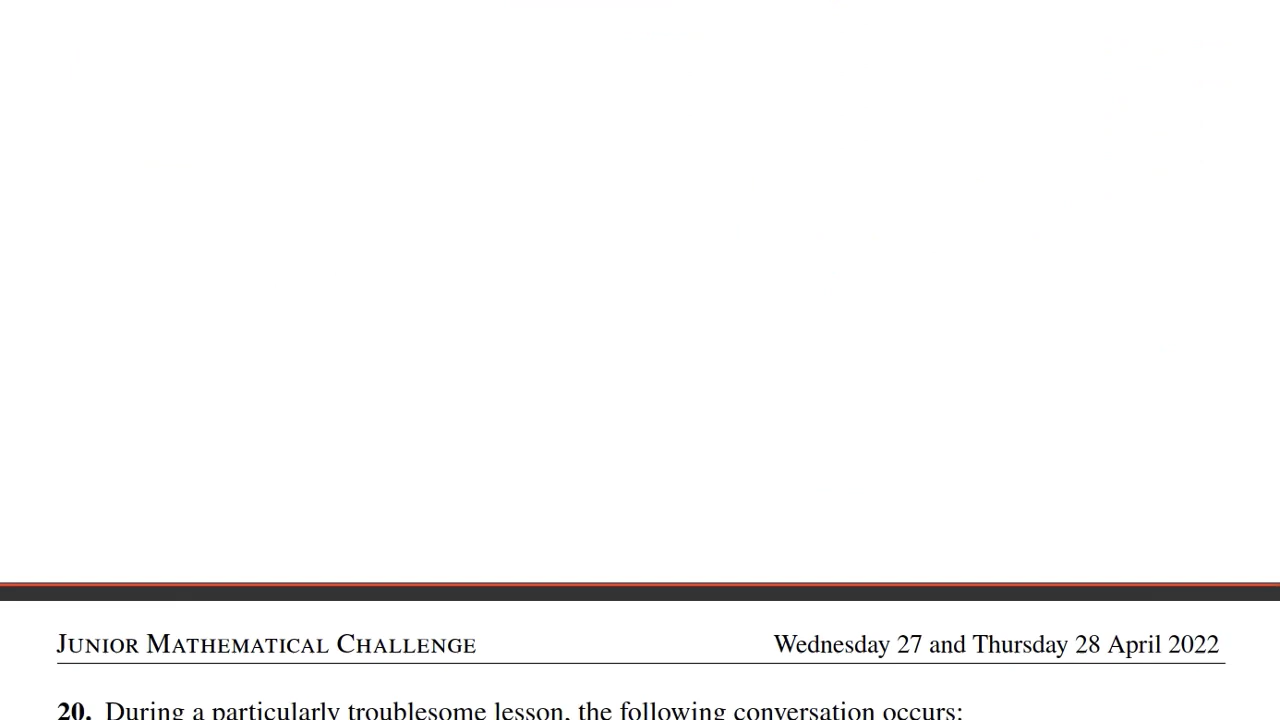 Junior Mathematical Challenge
Wednesday 27 and Thursday 28 April 2022
20. During a particularly troublesome lesson, the following conversation occurs: